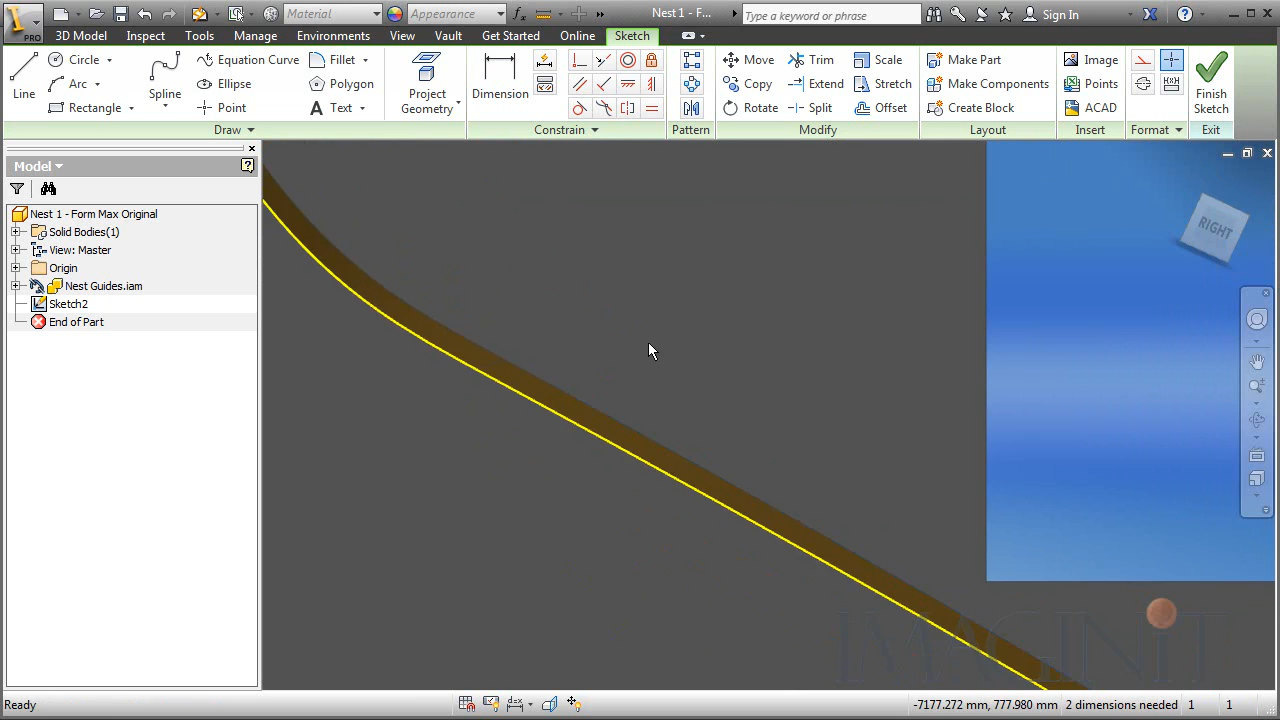 PRO
Material
Appearance
Nest 1 - F...
Type a keyword or phrase
Sign In
3D Model Inspect Tools Manage Environments View Vault Get Started Online Sketch
Line
Circle
Arc
Rectangle
Spline
Equation Curve
Ellipse
Point
Fillet
Polygon
Text
Project
Geometry
Dimension
Move
Copy
Rotate
Trim
Extend
Split
Scale
Stretch
Offset
Make Part
Make Components
Create Block
Image
Points
ACAD
Finish
Sketch
Draw Constrain Pattern Modify Layout Insert Format Exit
Model
Nest 1 - Form Max Original
Solid Bodies(1)
View: Master
Origin
Nest Guides.iam
Sketch2
End of Part
RIGHT
IMAGINiT
Ready
-7177.272 mm, 777.980 mm 2 dimensions needed 1 1